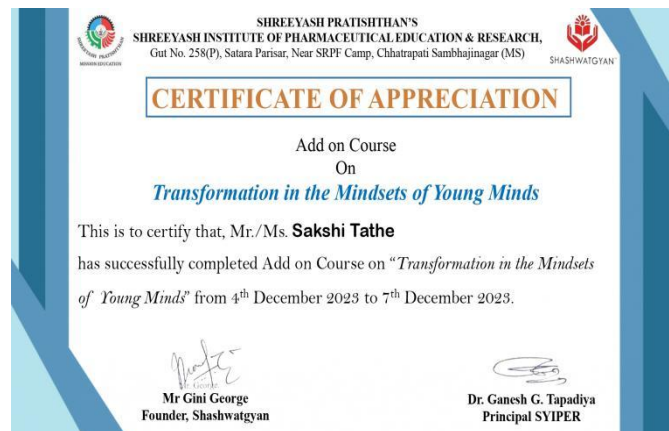 SHREEYASH PRATISHTHAN'S
SHREEYASH INSTITUTE OF PHARMACEUTICAL EDUCATION & RESEARCH,
Gut No. 258(P), Satara Parisar, Near SRPF Camp, Chhatrapati Sambhajinagar (MS)
MISSION EDUCATION
SHASHWATGYAN
CERTIFICATE OF APPRECIATION
Add on Course
On
Transformation in the Mindsets of Young Minds
This is to certify that, Mr./Ms. Sakshi Tathe
has successfully completed Add on Course on "Transformation in the Mindsets
of Young Minds" from 4th December 2023 to 7th December 2023.
Mr Gini George
Founder, Shashwatgyan
Dr. Ganesh G. Tapadiya
Principal SYIPER